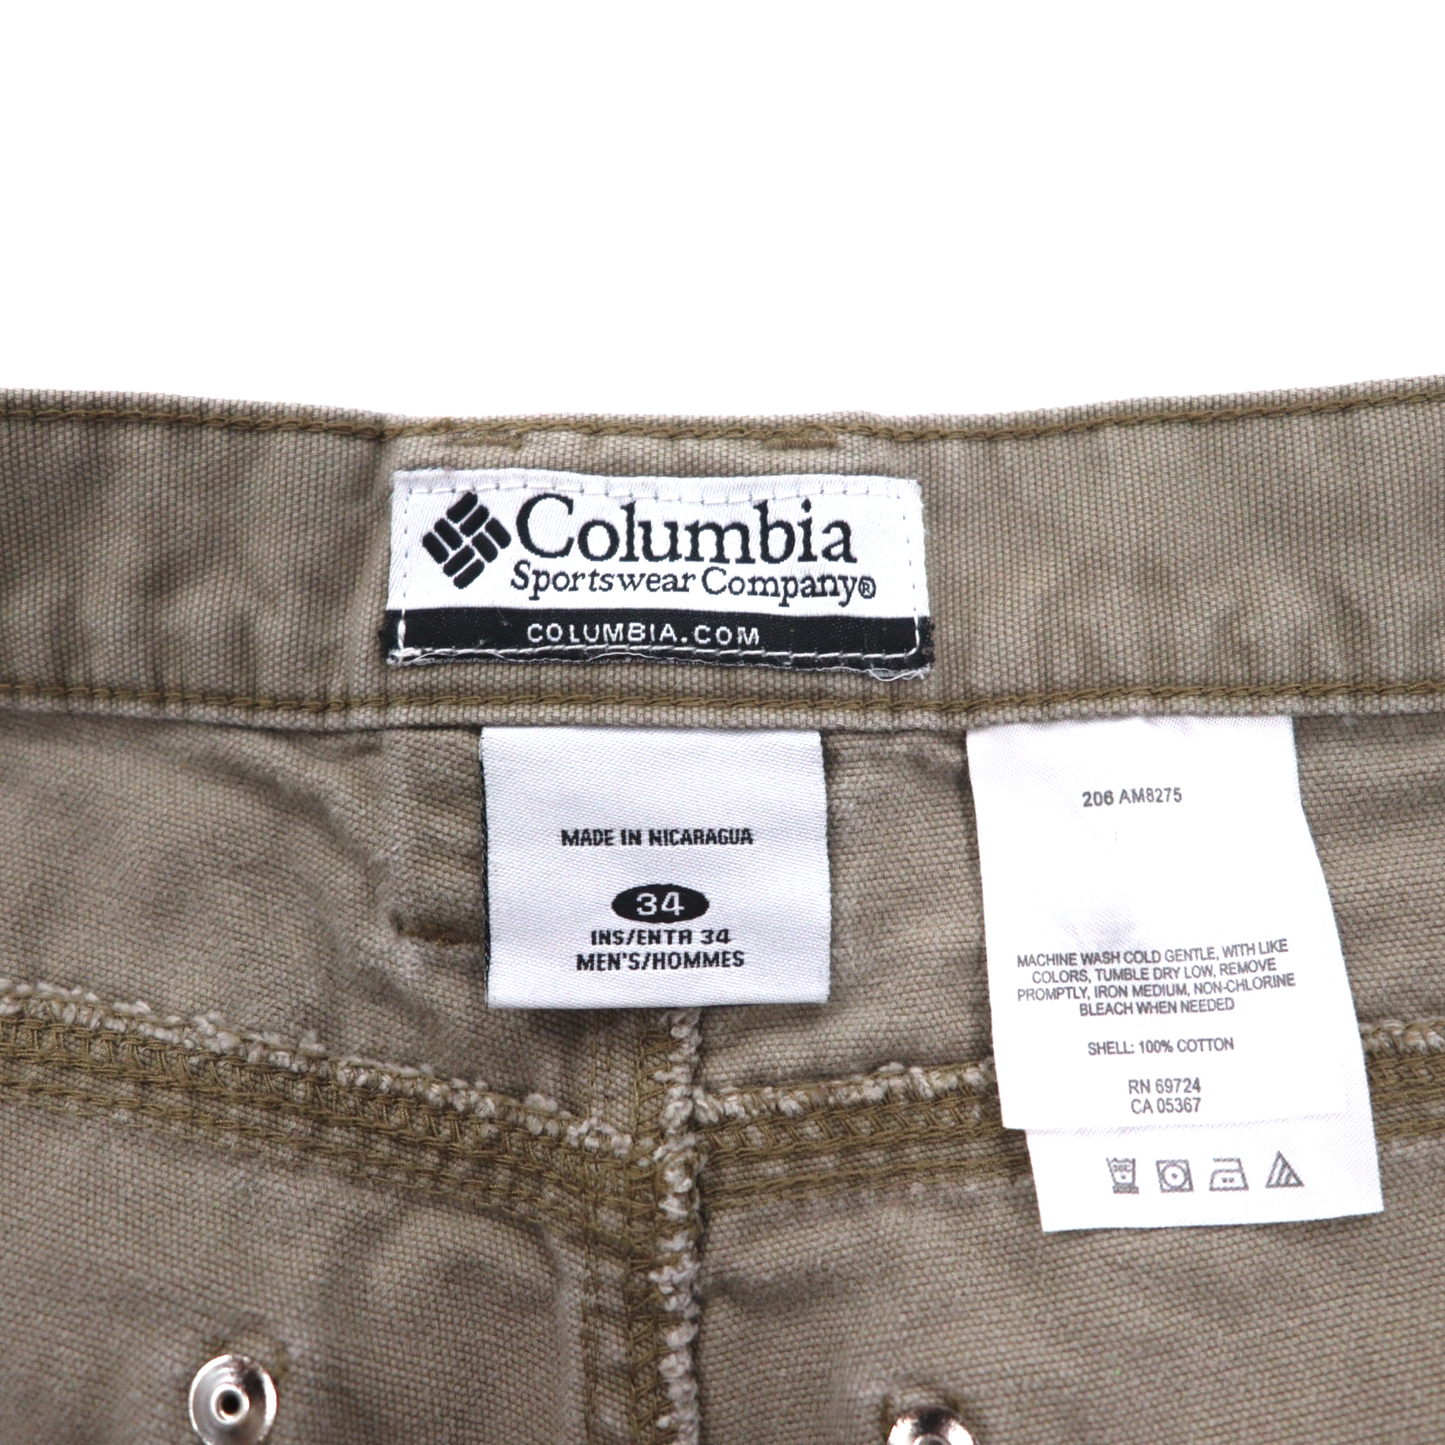 Columbia
Sportswear Company®
COLUMBIA.COM
MADE IN NICARAGUA
34
INS/ENTR 34
MEN'S/HOMMES
206 AM8275
MACHINE WASH COLD GENTLE, WITH LIKE
COLORS, TUMBLE DRY LOW, REMOVE
PROMPTLY, IRON MEDIUM, NON-CHLORINE
BLEACH WHEN NEEDED
SHELL: 100% COTTON
RN 69724
CA 05367